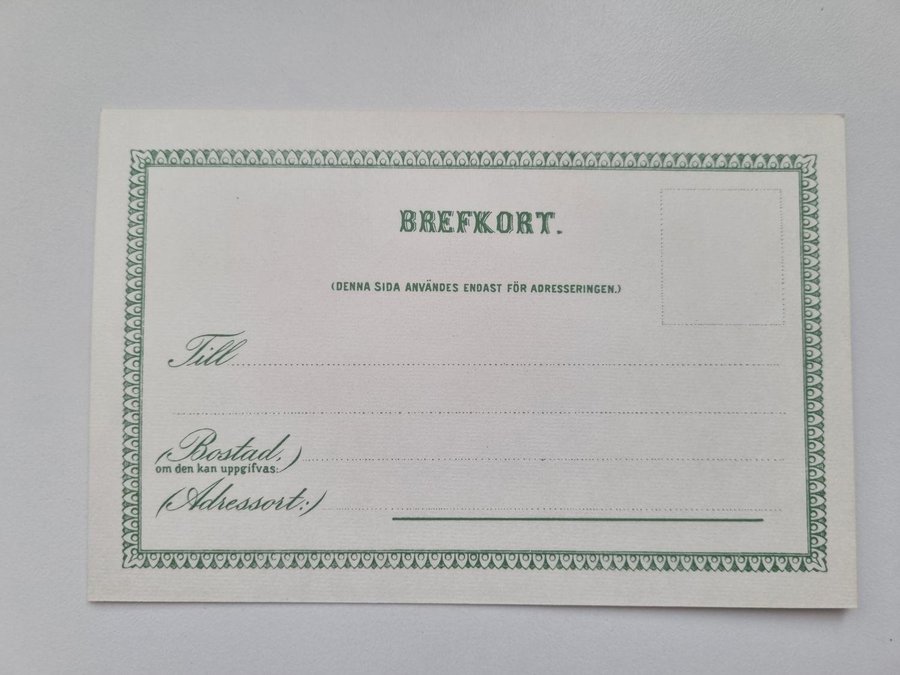 BREFKORT.
(DENNA SIDA ANVÄNDES ENDAST FÖR ADRESSERINGEN.)
Till
(Bostad,)
om den kan uppgifvas:
(Adressort:)